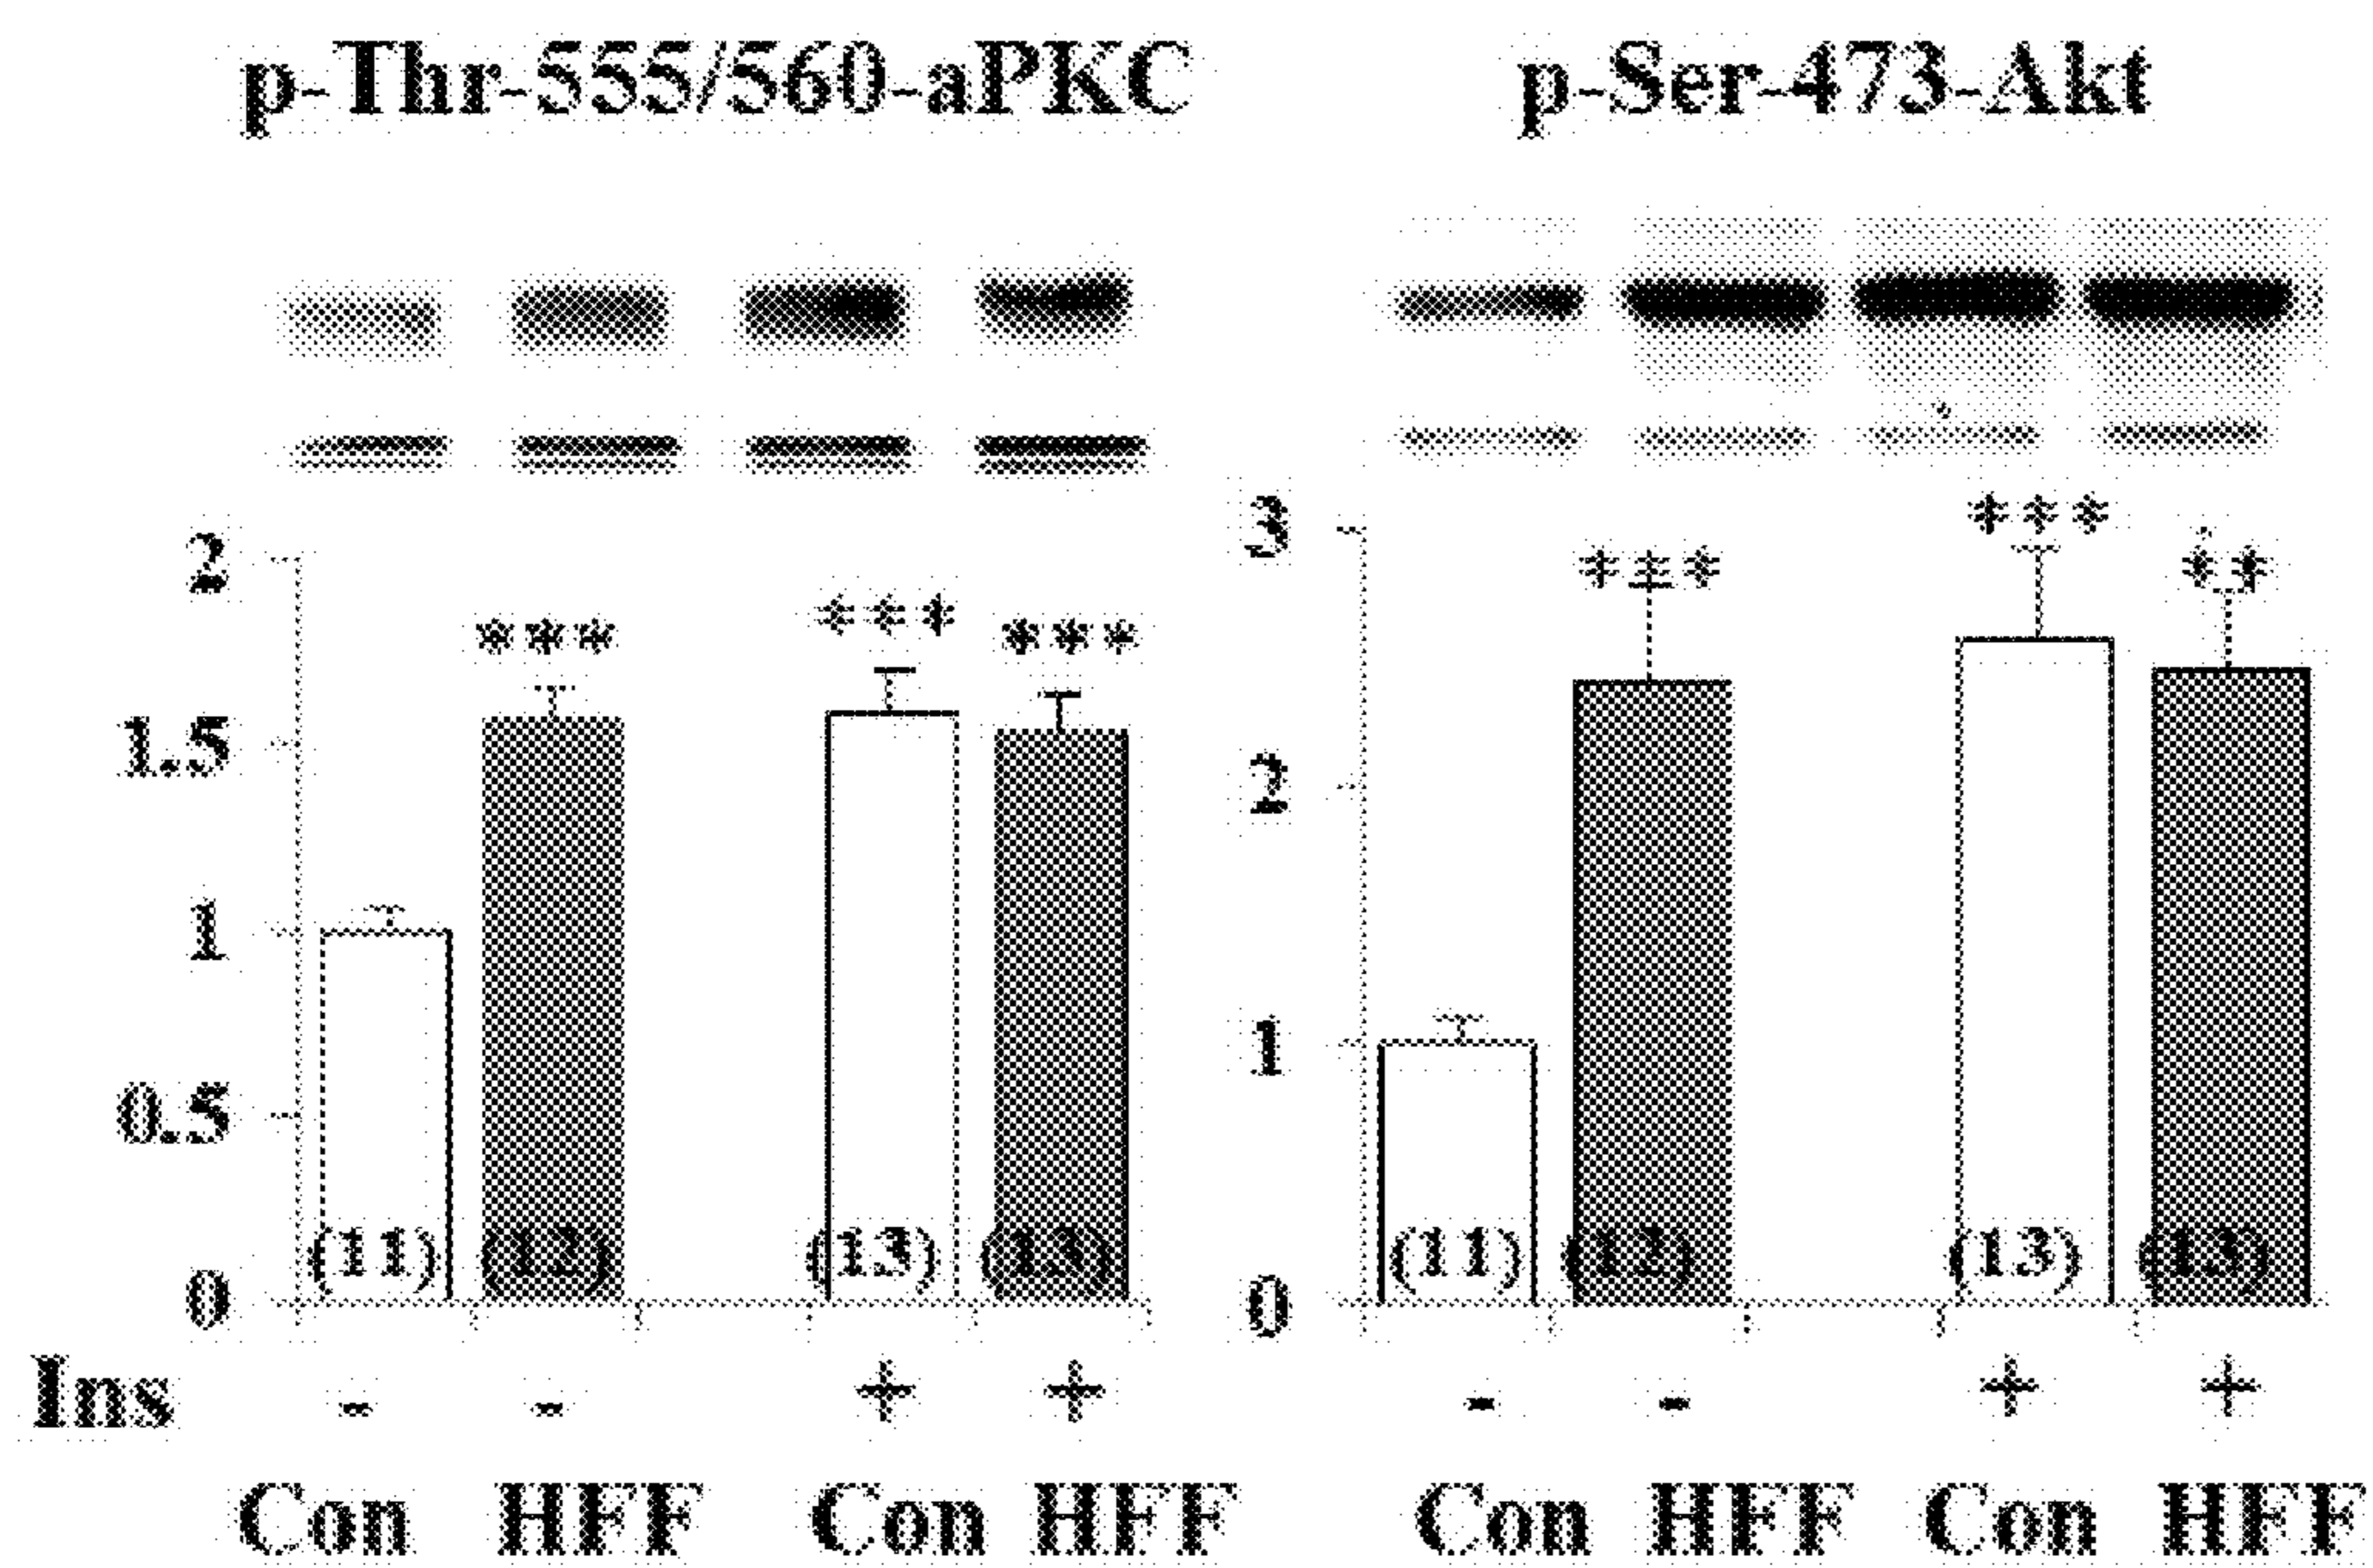 p-Thr-555/560-aPKC
2
1.5
1
0.5
0
*** *** ***
(11) (12) (13) (13)
Ins - - + +
Con HFF Con HFF
p-Ser-473-Akt
3
2
1
0
*** *** **
(11) (12) (13) (13)
- - + +
Con HFF Con HFF